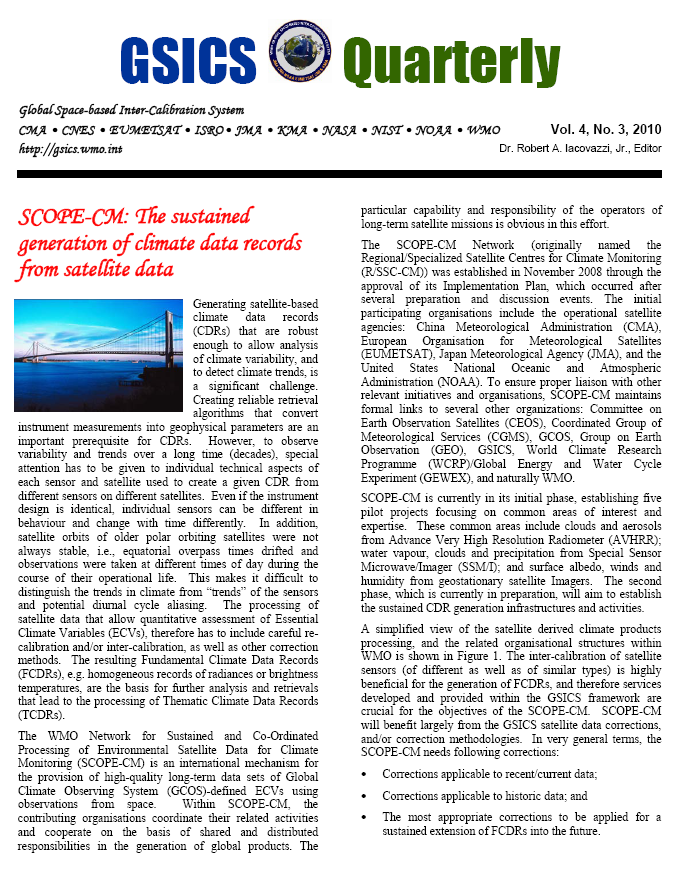 GSICS Quarterly
Global Space-based Inter-Calibration System
CMA • CNES • EUMETSAT • ISRO • JMA • KMA • NASA • NIST • NOAA • WMO
Vol. 4, No. 3, 2010
http://gsics.wmo.int
Dr. Robert A. Iacovazzi, Jr., Editor
SCOPE-CM: The sustained
generation of climate data records
from satellite data
Generating satellite-based
climate data records
(CDRs) that are robust
enough to allow analysis
of climate variability, and
to detect climate trends, is
a significant challenge.
Creating reliable retrieval
algorithms that convert
instrument measurements into geophysical parameters are an
important prerequisite for CDRs. However, to observe
variability and trends over a long time (decades), special
attention has to be given to individual technical aspects of
each sensor and satellite used to create a given CDR from
different sensors on different satellites. Even if the instrument
design is identical, individual sensors can be different in
behaviour and change with time differently. In addition,
satellite orbits of older polar orbiting satellites were not
always stable, i.e., equatorial overpass times drifted and
observations were taken at different times of day during the
course of their operational life. This makes it difficult to
distinguish the trends in climate from “trends” of the sensors
and potential diurnal cycle aliasing. The processing of
satellite data that allow quantitative assessment of Essential
Climate Variables (ECVs), therefore has to include careful re-
calibration and/or inter-calibration, as well as other correction
methods. The resulting Fundamental Climate Data Records
(FCDRs), e.g. homogeneous records of radiances or brightness
temperatures, are the basis for further analysis and retrievals
that lead to the processing of Thematic Climate Data Records
(TCDRs).
The WMO Network for Sustained and Co-Ordinated
Processing of Environmental Satellite Data for Climate
Monitoring (SCOPE-CM) is an international mechanism for
the provision of high-quality long-term data sets of Global
Climate Observing System (GCOS)-defined ECVs using
observations from space. Within SCOPE-CM, the
contributing organisations coordinate their related activities
and cooperate on the basis of shared and distributed
responsibilities in the generation of global products. The
particular capability and responsibility of the operators of
long-term satellite missions is obvious in this effort.
The SCOPE-CM Network (originally named the
Regional/Specialized Satellite Centres for Climate Monitoring
(R/SSC-CM)) was established in November 2008 through the
approval of its Implementation Plan, which occurred after
several preparation and discussion events. The initial
participating organisations include the operational satellite
agencies: China Meteorological Administration (CMA),
European Organisation for Meteorological Satellites
(EUMETSAT), Japan Meteorological Agency (JMA), and the
United States National Oceanic and Atmospheric
Administration (NOAA). To ensure proper liaison with other
relevant initiatives and organisations, SCOPE-CM maintains
formal links to several other organizations: Committee on
Earth Observation Satellites (CEOS), Coordinated Group of
Meteorological Services (CGMS), GCOS, Group on Earth
Observation (GEO), GSICS, World Climate Research
Programme (WCRP)/Global Energy and Water Cycle
Experiment (GEWEX), and naturally WMO.
SCOPE-CM is currently in its initial phase, establishing five
pilot projects focusing on common areas of interest and
expertise. These common areas include clouds and aerosols
from Advance Very High Resolution Radiometer (AVHRR);
water vapour, clouds and precipitation from Special Sensor
Microwave/Imager (SSM/I); and surface albedo, winds and
humidity from geostationary satellite Imagers. The second
phase, which is currently in preparation, will aim to establish
the sustained CDR generation infrastructures and activities.
A simplified view of the satellite derived climate products
processing, and the related organisational structures within
WMO is shown in Figure 1. The inter-calibration of satellite
sensors (of different as well as of similar types) is highly
beneficial for the generation of FCDRs, and therefore services
developed and provided within the GSICS framework are
crucial for the objectives of the SCOPE-CM. SCOPE-CM
will benefit largely from the GSICS satellite data corrections,
and/or correction methodologies. In very general terms, the
SCOPE-CM needs following corrections:
• Corrections applicable to recent/current data;
• Corrections applicable to historic data; and
• The most appropriate corrections to be applied for a
sustained extension of FCDRs into the future.